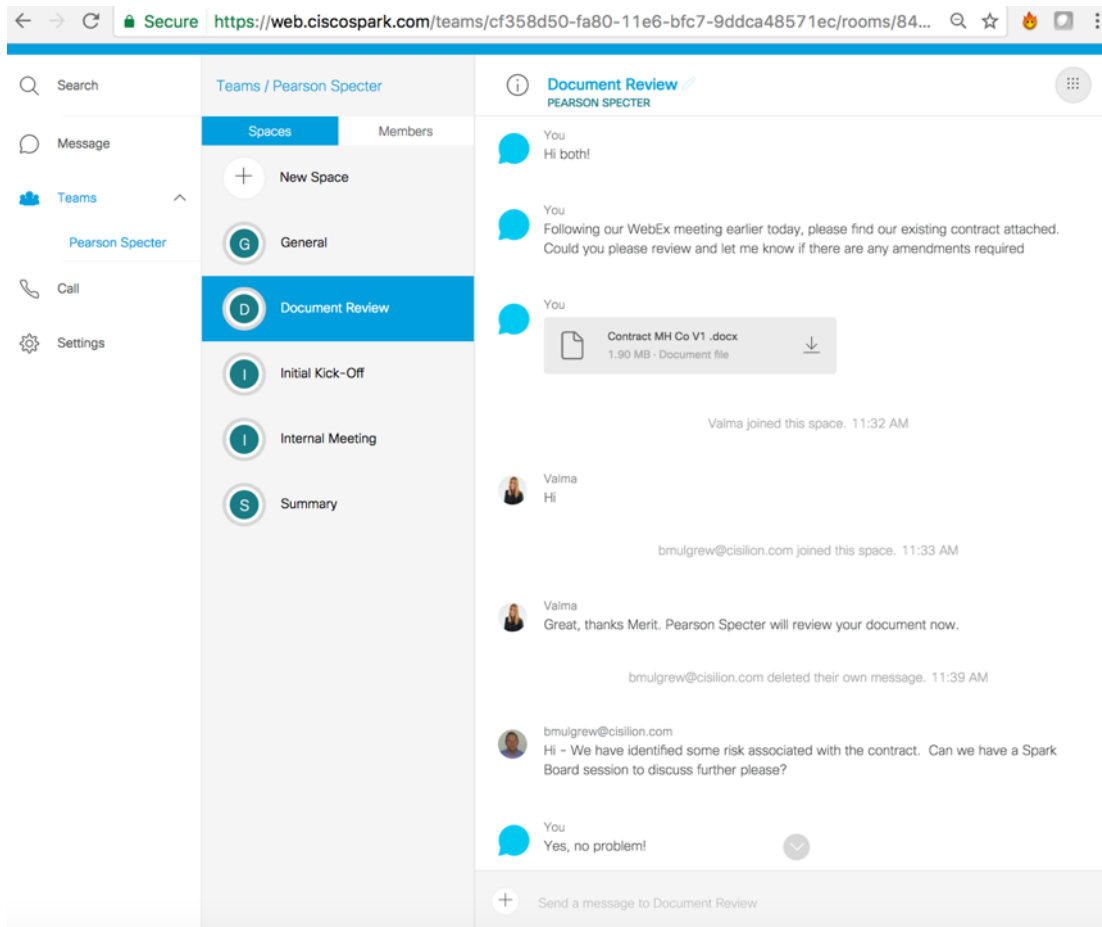 Secure https://web.ciscospark.com/teams/cf358d50-fa80-11e6-bfc7-9ddca48571ec/rooms/84...
Search
Message
Teams
Pearson Specter
Call
Settings
Teams / Pearson Specter
Spaces Members
New Space
G General
D Document Review
I Initial Kick-Off
I Internal Meeting
S Summary
Document Review
PEARSON SPECTER
You
Hi both!
You
Following our WebEx meeting earlier today, please find our existing contract attached.
Could you please review and let me know if there are any amendments required
You
Contract MH Co V1 .docx
1.90 MB · Document file
Valma joined this space. 11:32 AM
Valma
Hi
bmulgrew@cisilion.com joined this space. 11:33 AM
Valma
Great, thanks Merit. Pearson Specter will review your document now.
bmulgrew@cisilion.com deleted their own message. 11:39 AM
bmulgrew@cisilion.com
Hi - We have identified some risk associated with the contract. Can we have a Spark
Board session to discuss further please?
You
Yes, no problem!
Send a message to Document Review